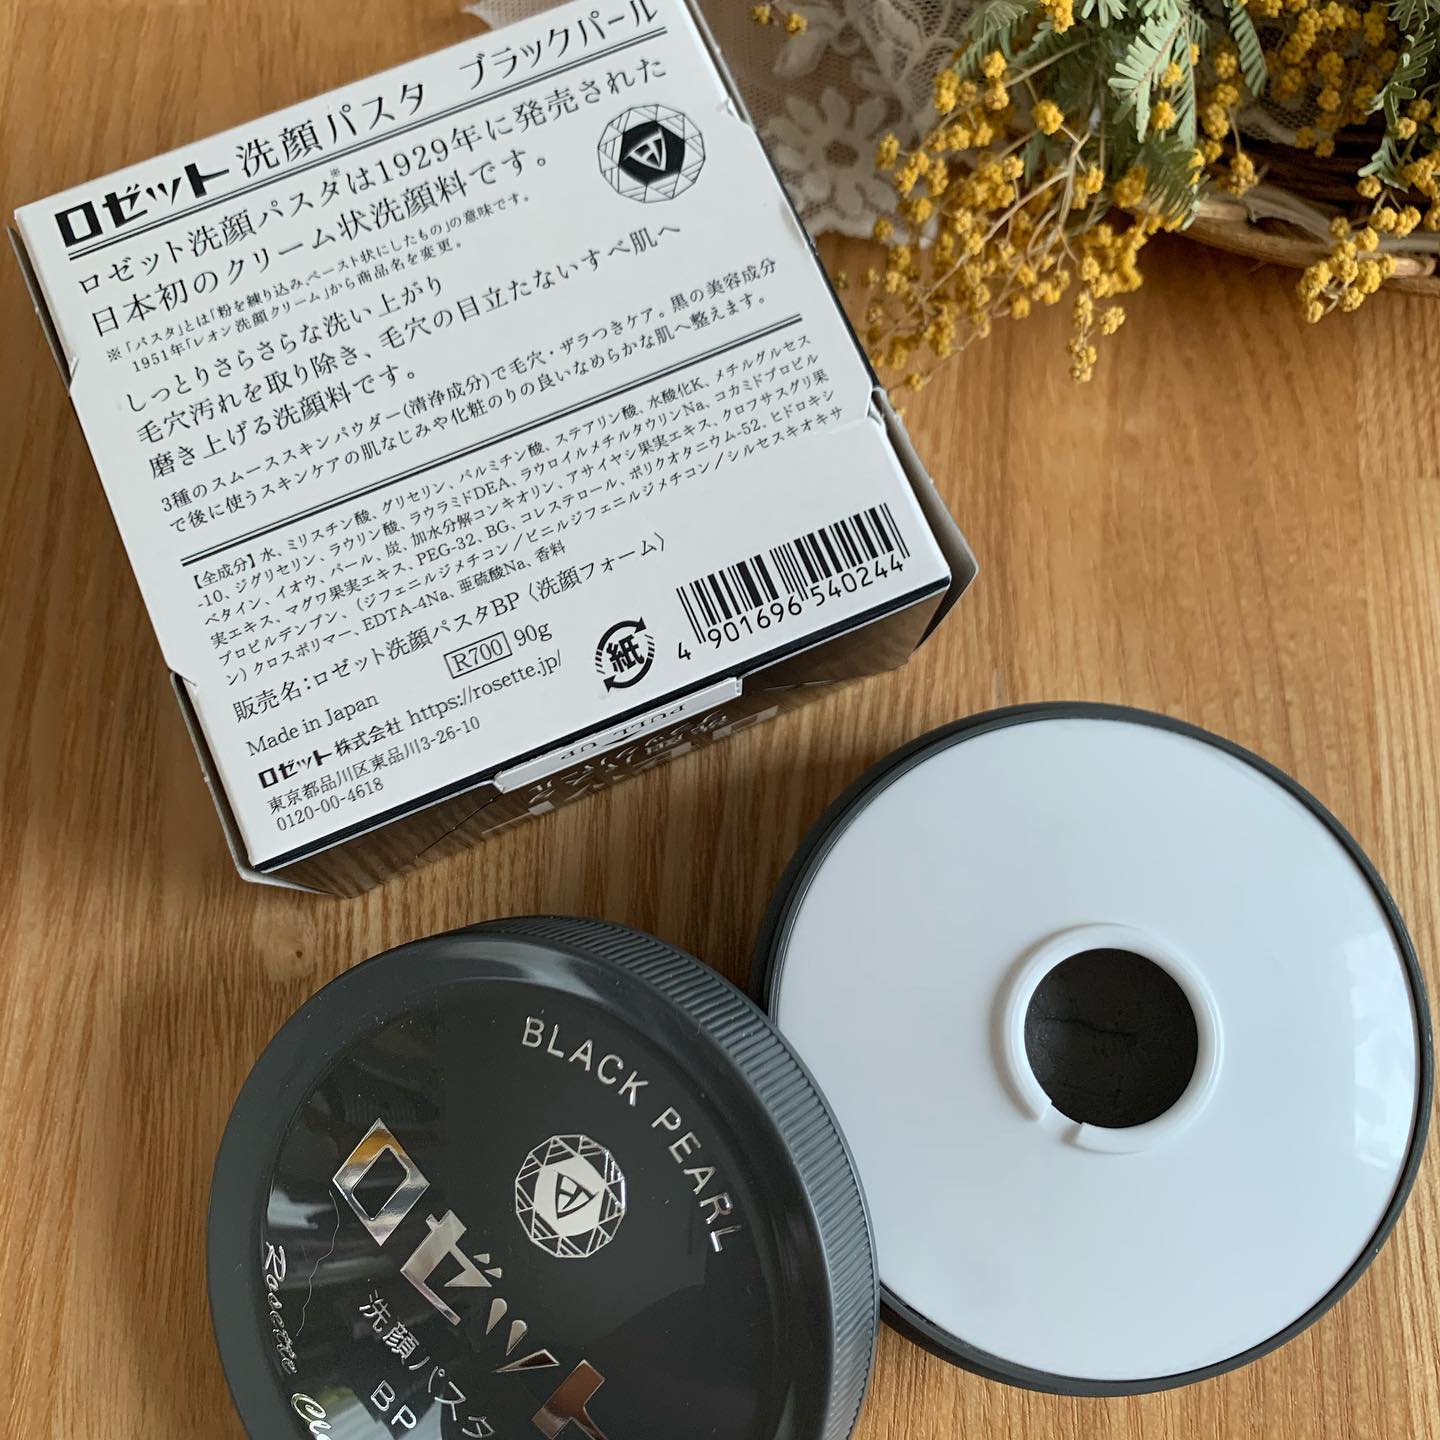 ロゼット洗顔パスタ ブラックパール
ロゼット洗顔パスタ※は1929年に発売された
日本初のクリーム状洗顔料です。
※「パスタ」とは「粉を練り込み、ペースト状にしたもの」の意味です。
1951年「レオン洗顔クリーム」から商品名を変更。
しっとりさらさらな洗い上がり
毛穴汚れを取り除き、毛穴の目立たないすべ肌へ
磨き上げる洗顔料です。
3種のスムーススキンパウダー(清浄成分)で毛穴・ザラつきケア。黒の美容成分
で後に使うスキンケアの肌なじみや化粧のりの良いなめらかな肌へ整えます。
【全成分】水、ミリスチン酸、グリセリン、パルミチン酸、ステアリン酸、水酸化K、メチルグルセス
-10、ジグリセリン、ラウリン酸、ラウラミドDEA、ラウロイルメチルタウリンNa、コカミドプロピル
ベタイン、イオウ、パール、炭、加水分解コンキオリン、アサイヤシ果実エキス、クロフサスグリ果
実エキス、マグワ果実エキス、PEG-32、BG、コレステロール、ポリクオタニウム-52、ヒドロキシ
プロピルデンプン、(ジフェニルジメチコン/ビニルジフェニルジメチコン/シルセスキオキサ
ン)クロスポリマー、EDTA-4Na、亜硫酸Na、香料
販売名:ロゼット洗顔パスタBP〈洗顔フォーム〉
R700 90g
Made in Japan
ロゼット株式会社 https://rosette.jp/
東京都品川区東品川3-26-10
0120-00-4618
紙
4 901696 540244
PULL UP
BLACK PEARL
ロゼット
洗顔パスタ
BP
Rosette